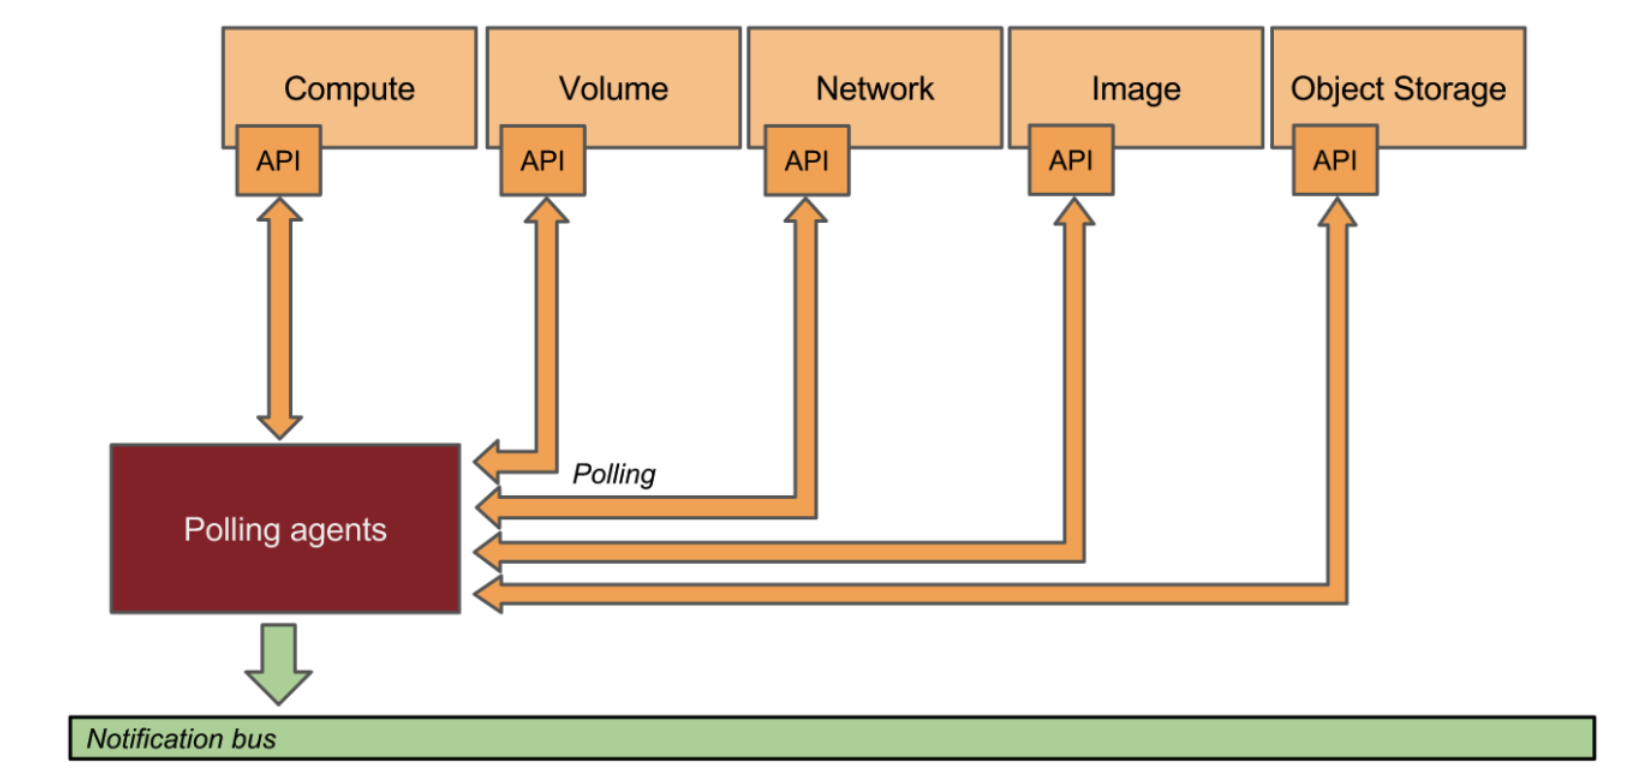 Compute
Volume
Network
Image
Object Storage
API
API
API
API
API
Polling
Polling agents
Notification bus